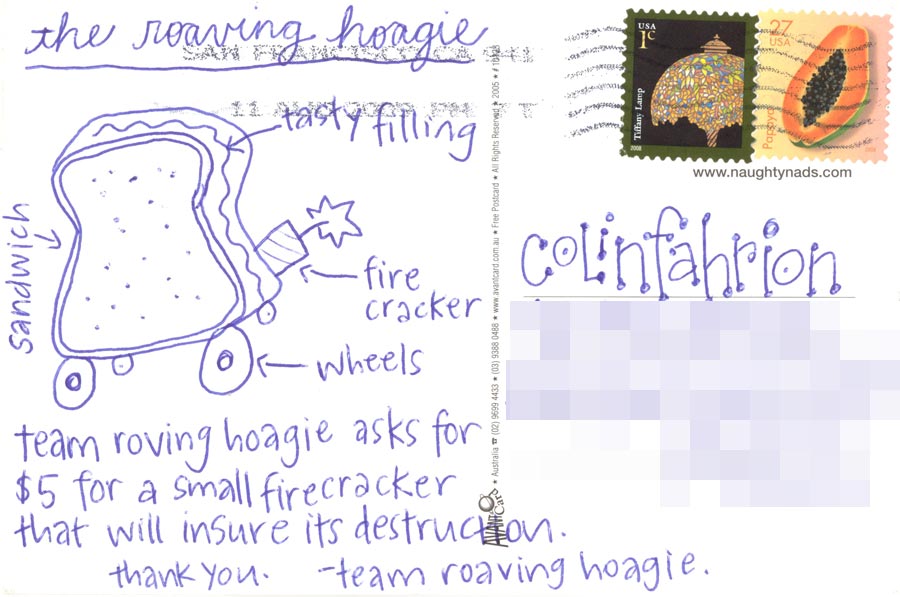 the roaving hoagie
SAN FRANCISCO CA
tasty filling
sandwich
fire
cracker
wheels
team roving hoagie asks for
$5 for a small firecracker
that will insure its destruction.
thank you. -team roaving hoagie.
Australia ☎ (02) 9699 4433 ★ (03) 9388 0488 ★ www.avantcard.com.au ★ Free Postcard ★ All Rights Reserved ★ 2005 ★
AVANT
Card
USA
1c
Tiffany Lamp
2008
27
USA
Papaya
2008
www.naughtynads.com
colinfahrion